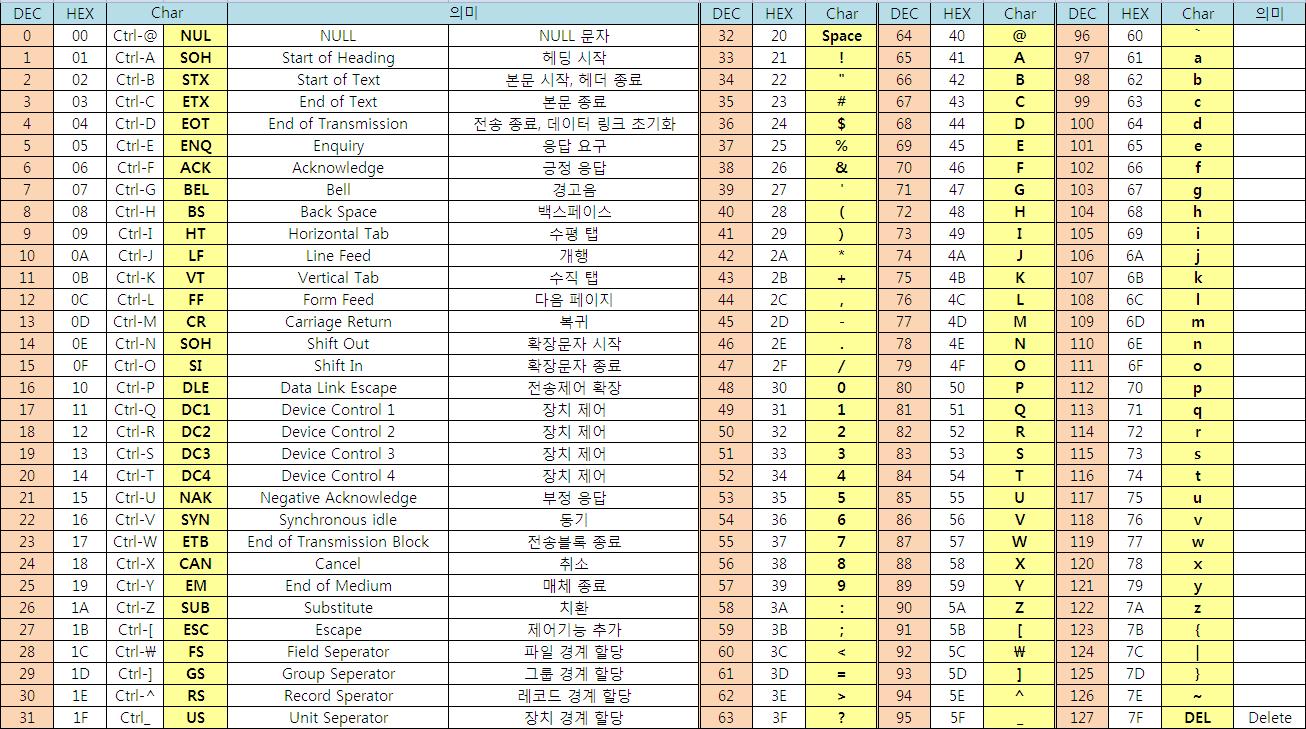 DEC HEX Char 의미 DEC HEX Char DEC HEX Char DEC HEX Char 의미
0 00 Ctrl-@ NUL NULL NULL 문자 32 20 Space 64 40 @ 96 60 `
1 01 Ctrl-A SOH Start of Heading 헤딩 시작 33 21 ! 65 41 A 97 61 a
2 02 Ctrl-B STX Start of Text 본문 시작, 헤더 종료 34 22 " 66 42 B 98 62 b
3 03 Ctrl-C ETX End of Text 본문 종료 35 23 # 67 43 C 99 63 c
4 04 Ctrl-D EOT End of Transmission 전송 종료, 데이터 링크 초기화 36 24 $ 68 44 D 100 64 d
5 05 Ctrl-E ENQ Enquiry 응답 요구 37 25 % 69 45 E 101 65 e
6 06 Ctrl-F ACK Acknowledge 긍정 응답 38 26 & 70 46 F 102 66 f
7 07 Ctrl-G BEL Bell 경고음 39 27 ' 71 47 G 103 67 g
8 08 Ctrl-H BS Back Space 백스페이스 40 28 ( 72 48 H 104 68 h
9 09 Ctrl-I HT Horizontal Tab 수평 탭 41 29 ) 73 49 I 105 69 i
10 0A Ctrl-J LF Line Feed 개행 42 2A * 74 4A J 106 6A j
11 0B Ctrl-K VT Vertical Tab 수직 탭 43 2B + 75 4B K 107 6B k
12 0C Ctrl-L FF Form Feed 다음 페이지 44 2C , 76 4C L 108 6C l
13 0D Ctrl-M CR Carriage Return 복귀 45 2D - 77 4D M 109 6D m
14 0E Ctrl-N SOH Shift Out 확장문자 시작 46 2E . 78 4E N 110 6E n
15 0F Ctrl-O SI Shift In 확장문자 종료 47 2F / 79 4F O 111 6F o
16 10 Ctrl-P DLE Data Link Escape 전송제어 확장 48 30 0 80 50 P 112 70 p
17 11 Ctrl-Q DC1 Device Control 1 장치 제어 49 31 1 81 51 Q 113 71 q
18 12 Ctrl-R DC2 Device Control 2 장치 제어 50 32 2 82 52 R 114 72 r
19 13 Ctrl-S DC3 Device Control 3 장치 제어 51 33 3 83 53 S 115 73 s
20 14 Ctrl-T DC4 Device Control 4 장치 제어 52 34 4 84 54 T 116 74 t
21 15 Ctrl-U NAK Negative Acknowledge 부정 응답 53 35 5 85 55 U 117 75 u
22 16 Ctrl-V SYN Synchronous idle 동기 54 36 6 86 56 V 118 76 v
23 17 Ctrl-W ETB End of Transmission Block 전송블록 종료 55 37 7 87 57 W 119 77 w
24 18 Ctrl-X CAN Cancel 취소 56 38 8 88 58 X 120 78 x
25 19 Ctrl-Y EM End of Medium 매체 종료 57 39 9 89 59 Y 121 79 y
26 1A Ctrl-Z SUB Substitute 치환 58 3A : 90 5A Z 122 7A z
27 1B Ctrl-[ ESC Escape 제어기능 추가 59 3B ; 91 5B [ 123 7B {
28 1C Ctrl-₩ FS Field Seperator 파일 경계 할당 60 3C < 92 5C ₩ 124 7C |
29 1D Ctrl-] GS Group Seperator 그룹 경계 할당 61 3D = 93 5D ] 125 7D }
30 1E Ctrl-^ RS Record Sperator 레코드 경계 할당 62 3E > 94 5E ^ 126 7E ~
31 1F Ctrl_ US Unit Seperator 장치 경계 할당 63 3F ? 95 5F _ 127 7F DEL Delete